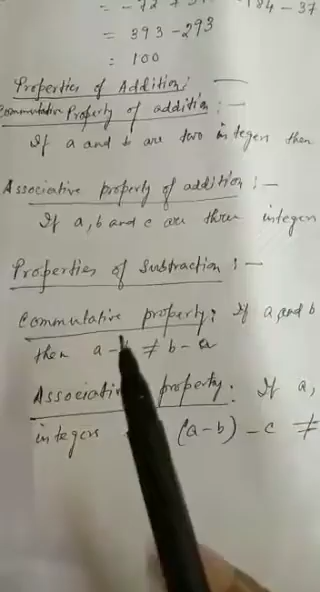 = 393 - 293
= 100
Properties of Addition: —
Commutative Property of addition: —
If a and b are two integers then
Associative property of addition: —
If a, b and c are three integers
Properties of Subtraction: —
Commutative property: If a, and b
then a - ≠ b - a
Associative property: If a,
integers (a-b) - c ≠